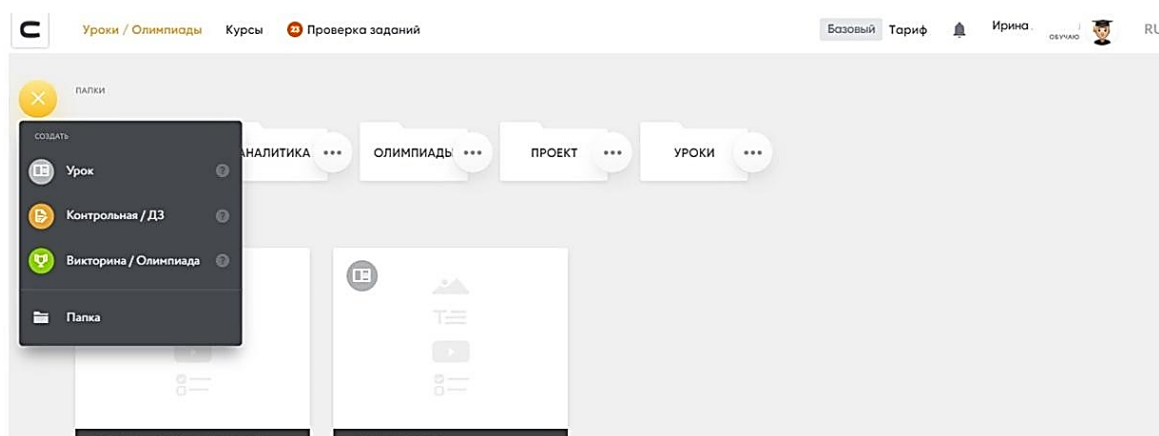 Уроки / Олимпиады Курсы 23 Проверка заданий Базовый Тариф Ирина ОБУЧАЮ RU
ПАПКИ
СОЗДАТЬ
АНАЛИТИКА ••• ОЛИМПИАДЫ ••• ПРОЕКТ ••• УРОКИ •••
Урок ?
Контрольная / ДЗ ?
Викторина / Олимпиада ?
Папка